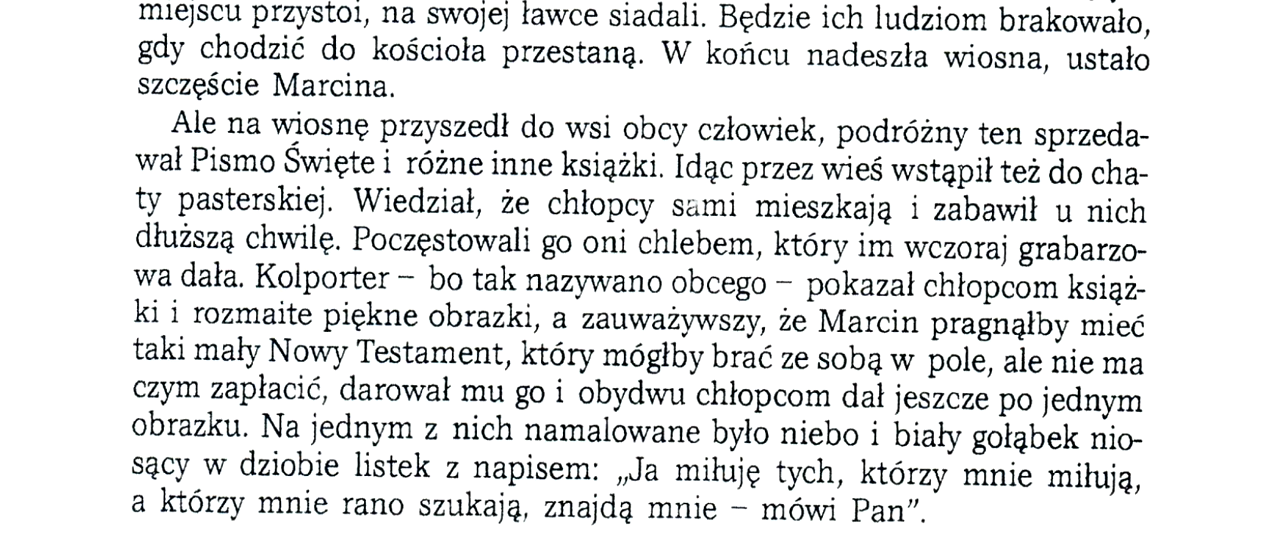 miejscu przystoi, na swojej ławce siadali. Będzie ich ludziom brakowało,
gdy chodzić do kościoła przestaną. W końcu nadeszła wiosna, ustało
szczęście Marcina.
Ale na wiosnę przyszedł do wsi obcy człowiek, podróżny ten sprzeda-
wał Pismo Święte i różne inne książki. Idąc przez wieś wstąpił też do cha-
ty pasterskiej. Wiedział, że chłopcy sami mieszkają i zabawił u nich
dłuższą chwilę. Poczęstowali go oni chlebem, który im wczoraj grabarzo-
wa dała. Kolporter – bo tak nazywano obcego – pokazał chłopcom książ-
ki i rozmaite piękne obrazki, a zauważywszy, że Marcin pragnąłby mieć
taki mały Nowy Testament, który mógłby brać ze sobą w pole, ale nie ma
czym zapłacić, darował mu go i obydwu chłopcom dał jeszcze po jednym
obrazku. Na jednym z nich namalowane było niebo i biały gołąbek nio-
sący w dziobie listek z napisem: „Ja miłuję tych, którzy mnie miłują,
a którzy mnie rano szukają, znajdą mnie – mówi Pan”.